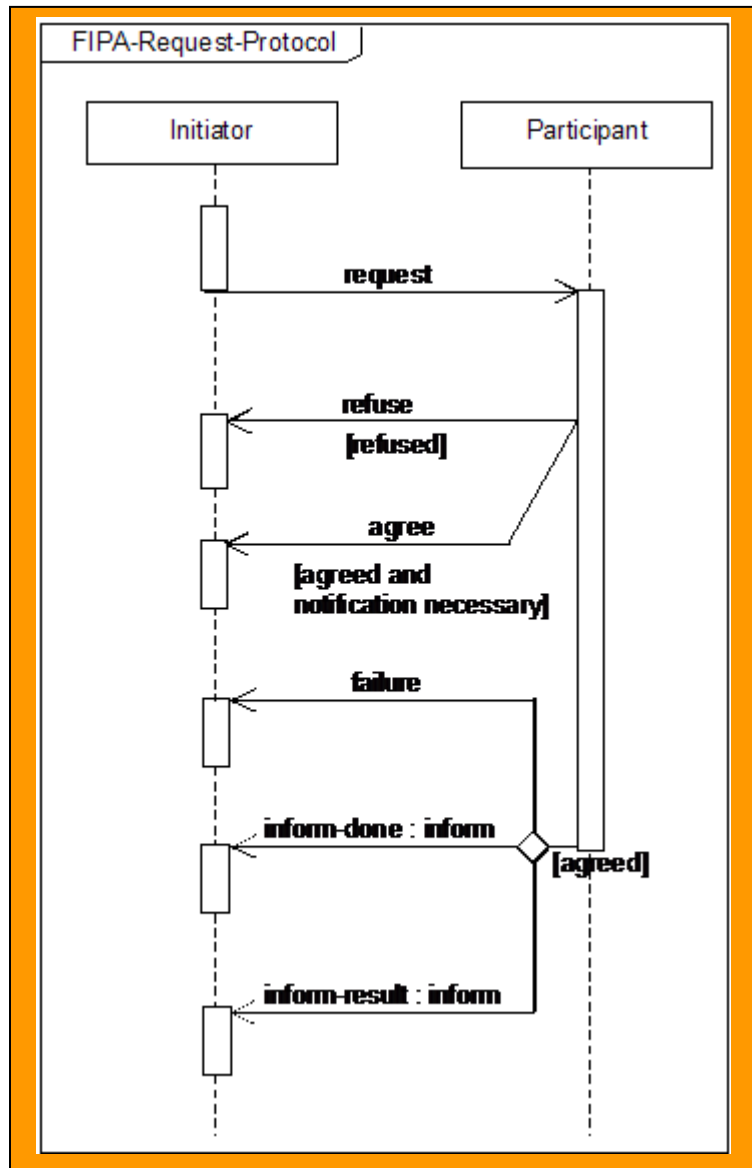 FIPA-Request-Protocol
Initiator
Participant
request
refuse
[refused]
agree
[agreed and
notification necessary]
failure
inform-done : inform
[agreed]
inform-result : inform